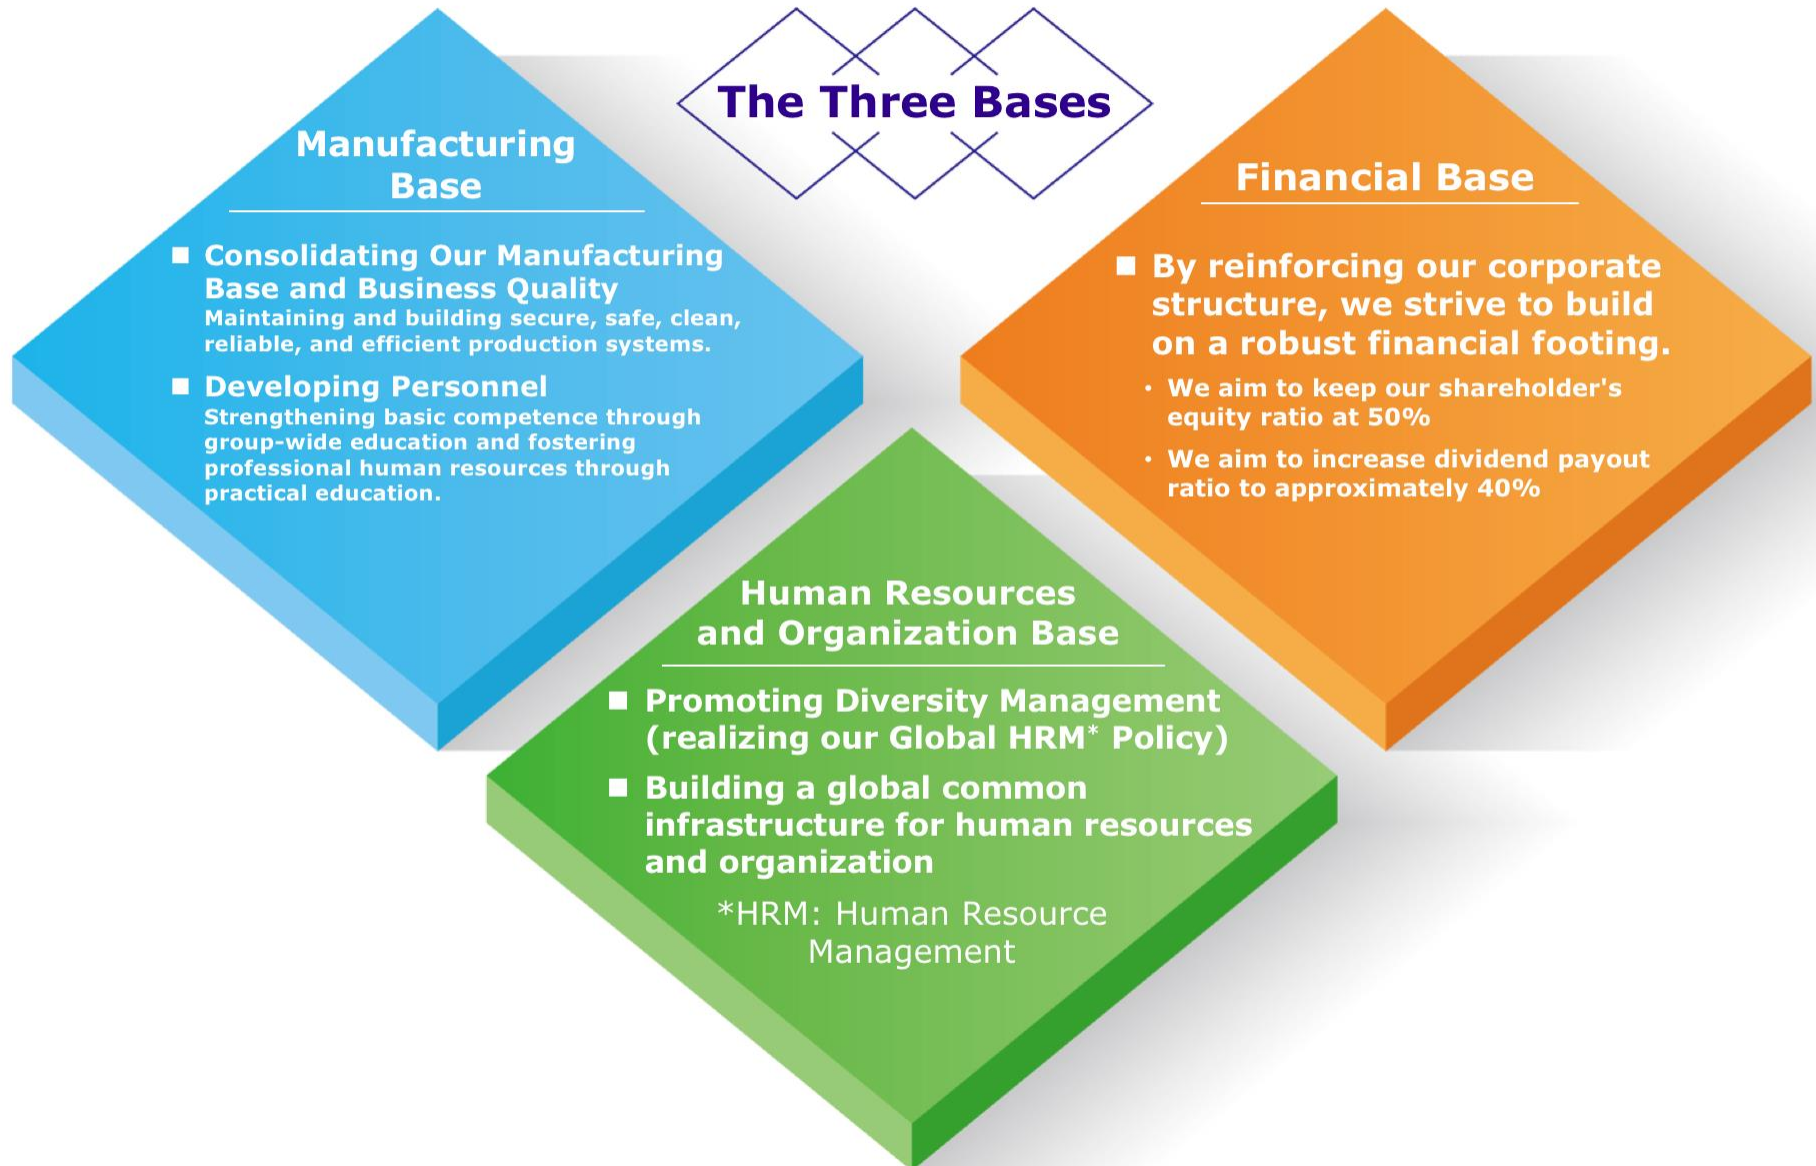 The Three Bases
Manufacturing
Base
■ Consolidating Our Manufacturing
Base and Business Quality
Maintaining and building secure, safe, clean,
reliable, and efficient production systems.
■ Developing Personnel
Strengthening basic competence through
group-wide education and fostering
professional human resources through
practical education.
Financial Base
■ By reinforcing our corporate
structure, we strive to build
on a robust financial footing.
• We aim to keep our shareholder's
equity ratio at 50%
• We aim to increase dividend payout
ratio to approximately 40%
Human Resources
and Organization Base
■ Promoting Diversity Management
(realizing our Global HRM* Policy)
■ Building a global common
infrastructure for human resources
and organization
*HRM: Human Resource
Management